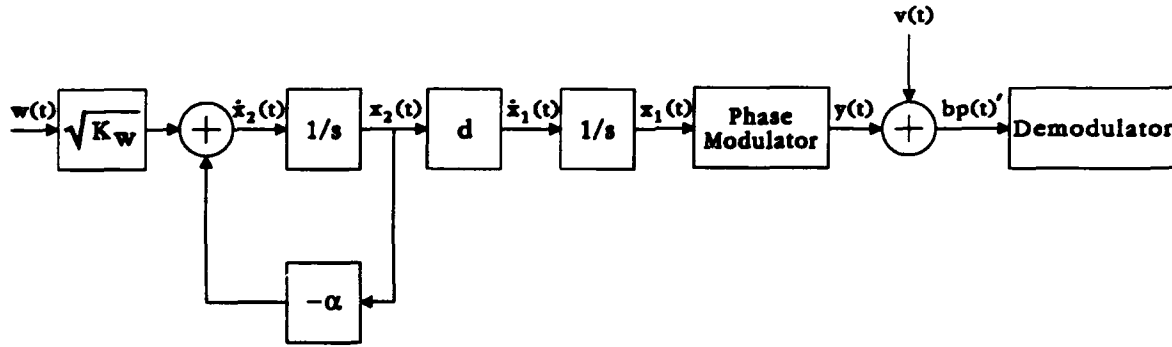 v(t)
w(t)
√K_W
+
ẋ₂(t)
1/s
x₂(t)
d
ẋ₁(t)
1/s
x₁(t)
Phase
Modulator
y(t)
+
bp(t)′
Demodulator
-α